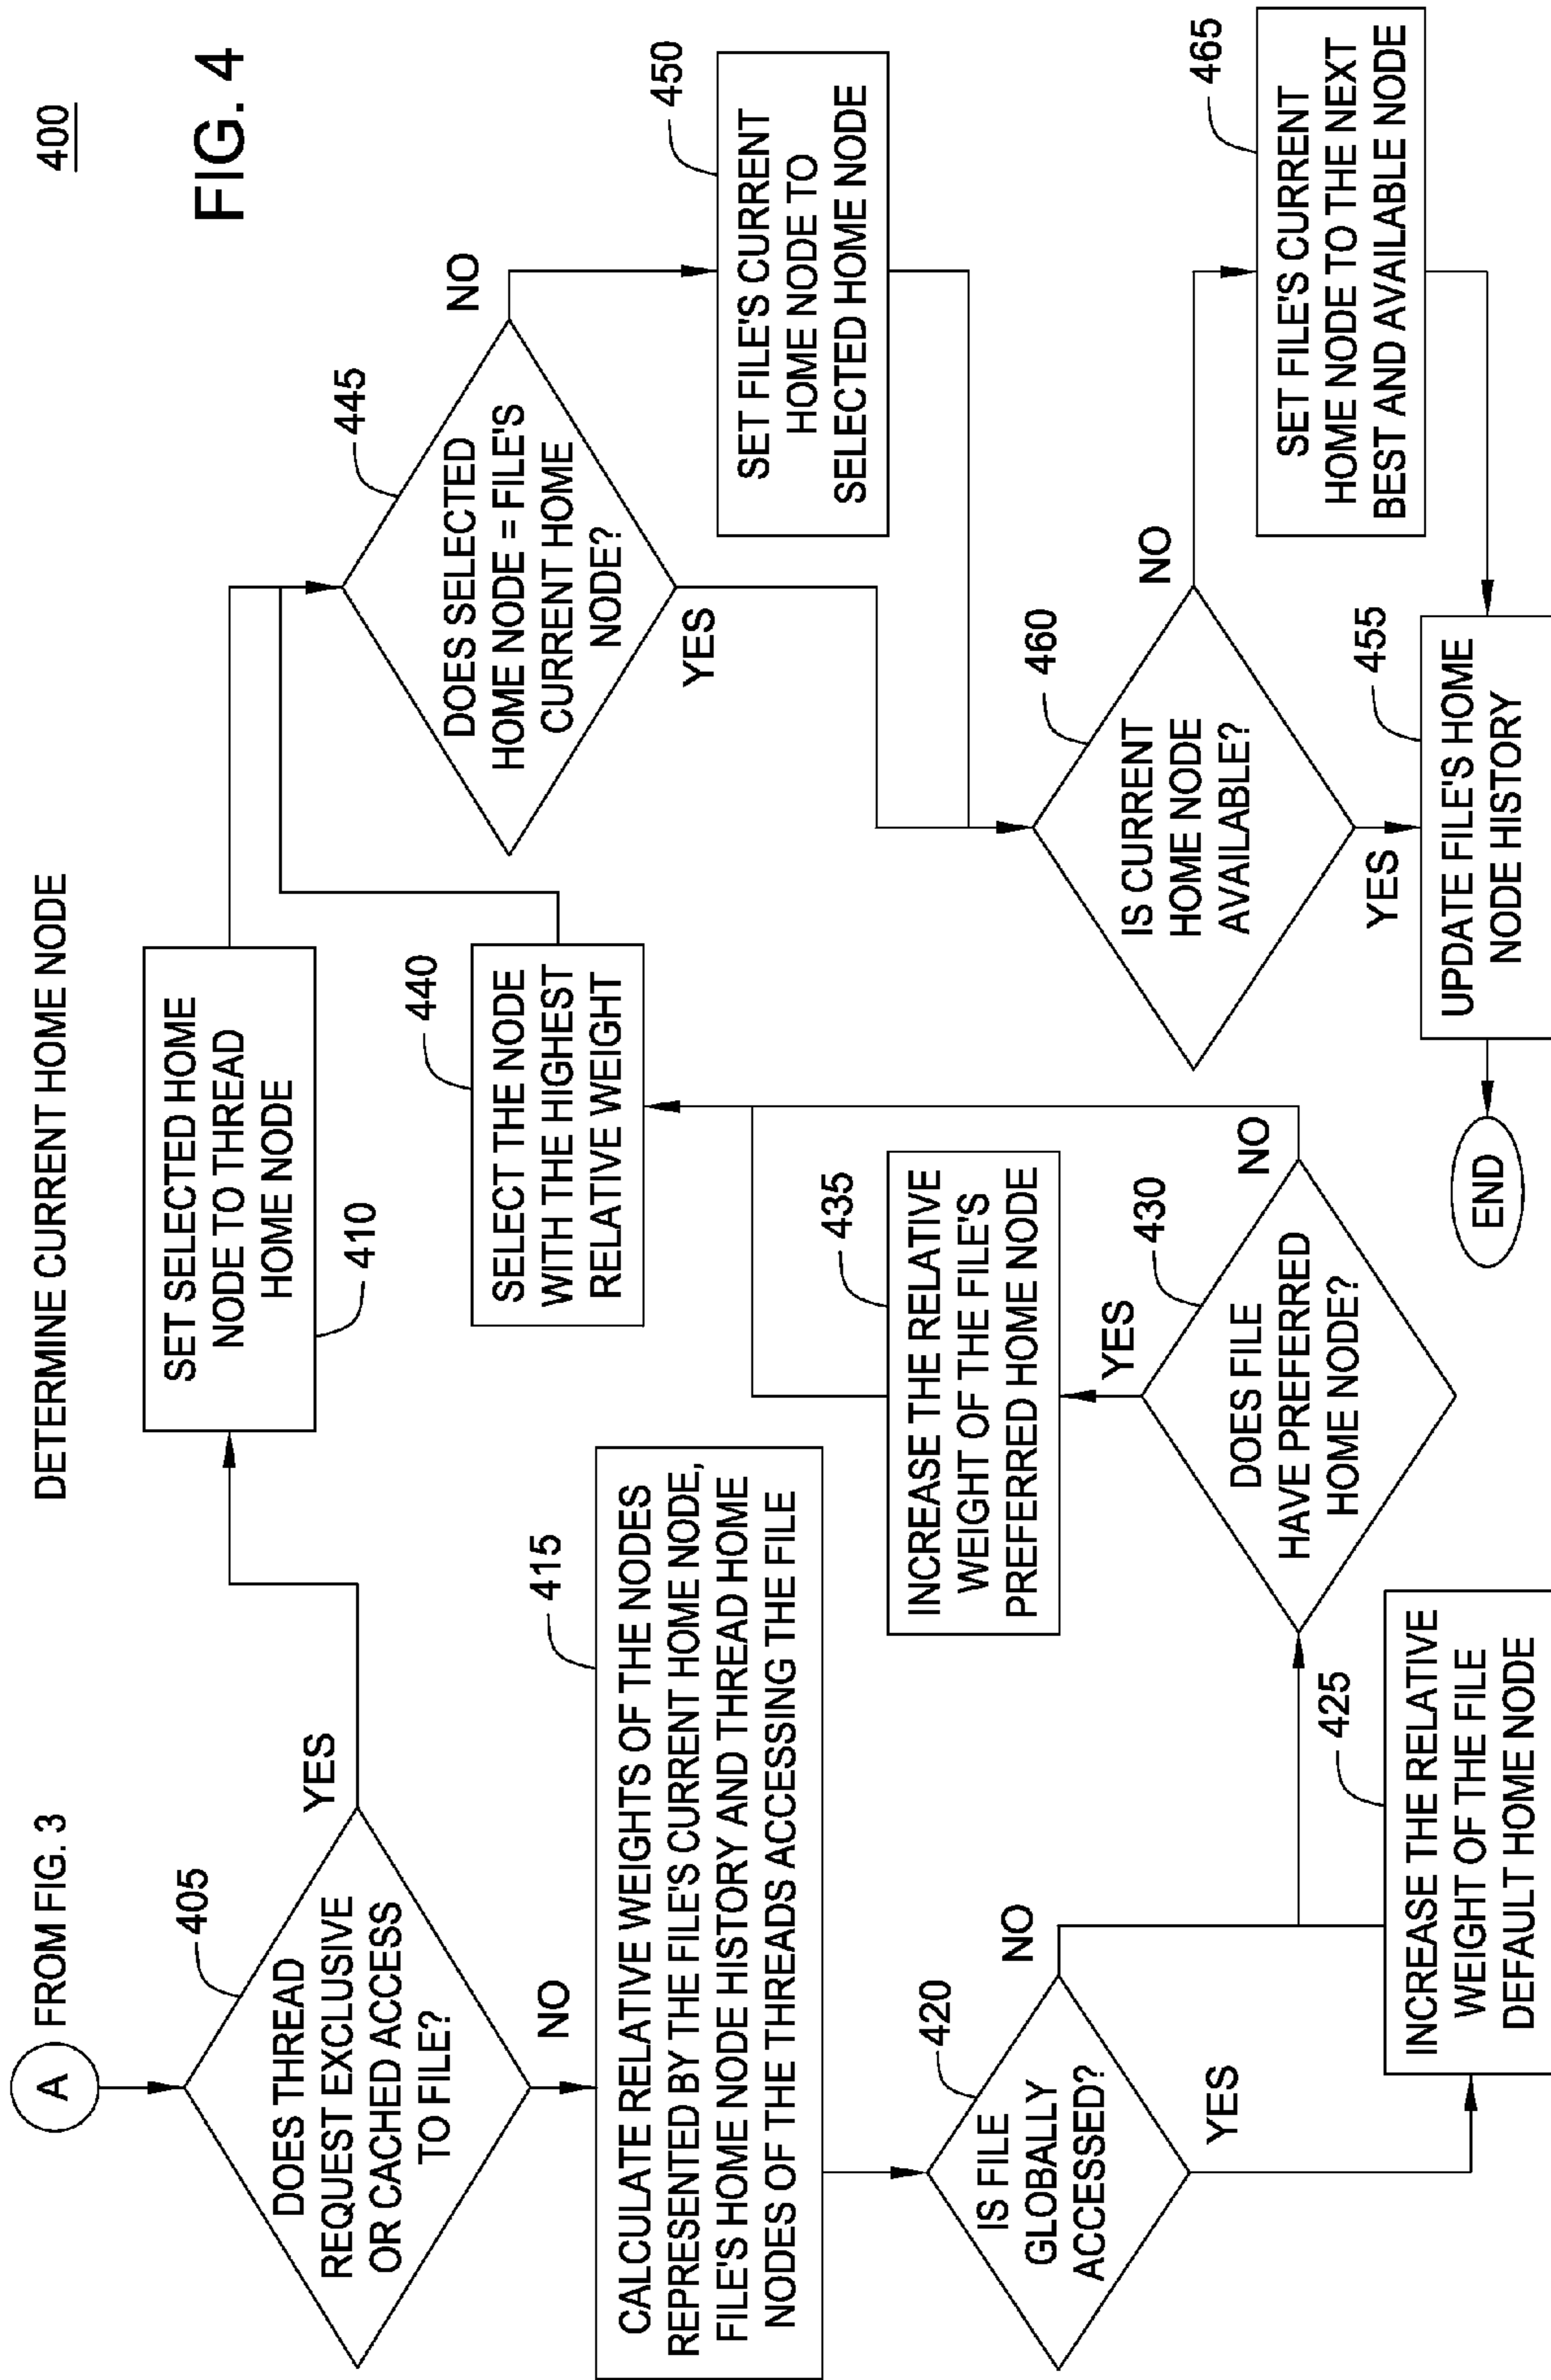 400
FIG. 4
DETERMINE CURRENT HOME NODE
A
FROM FIG. 3
405
DOES THREAD
REQUEST EXCLUSIVE
OR CACHED ACCESS
TO FILE?
YES
NO
SET SELECTED HOME
NODE TO THREAD
HOME NODE
410
415
CALCULATE RELATIVE WEIGHTS OF THE NODES
REPRESENTED BY THE FILE'S CURRENT HOME NODE,
FILE'S HOME NODE HISTORY AND THREAD HOME
NODES OF THE THREADS ACCESSING THE FILE
420
IS FILE
GLOBALLY
ACCESSED?
NO
YES
425
INCREASE THE RELATIVE
WEIGHT OF THE FILE
DEFAULT HOME NODE
430
DOES FILE
HAVE PREFERRED
HOME NODE?
YES
NO
435
INCREASE THE RELATIVE
WEIGHT OF THE FILE'S
PREFERRED HOME NODE
440
SELECT THE NODE
WITH THE HIGHEST
RELATIVE WEIGHT
445
DOES SELECTED
HOME NODE = FILE'S
CURRENT HOME
NODE?
NO
YES
450
SET FILE'S CURRENT
HOME NODE TO
SELECTED HOME NODE
460
IS CURRENT
HOME NODE
AVAILABLE?
NO
YES
465
SET FILE'S CURRENT
HOME NODE TO THE NEXT
BEST AND AVAILABLE NODE
455
UPDATE FILE'S HOME
NODE HISTORY
END